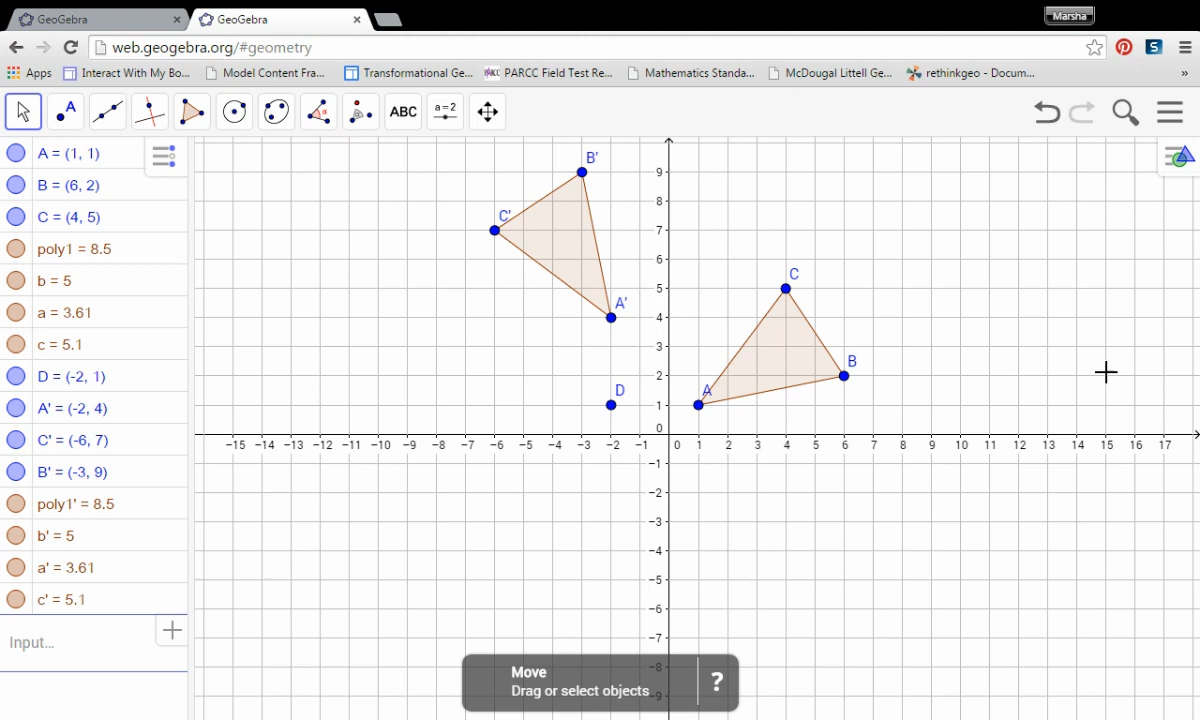 GeoGebra
GeoGebra
Marsha
web.geogebra.org/#geometry
Apps Interact With My Bo... Model Content Fra... Transformational Ge... PARCC PARCC Field Test Re... Mathematics Standa... McDougal Littell Ge... rethinkgeo - Docum... »
A ABC a=2
A = (1, 1)
B = (6, 2)
C = (4, 5)
poly1 = 8.5
b = 5
a = 3.61
c = 5.1
D = (-2, 1)
A' = (-2, 4)
C' = (-6, 7)
B' = (-3, 9)
poly1' = 8.5
b' = 5
a' = 3.61
c' = 5.1
Input...
B'
C'
A'
D
C
B
A
9
8
7
6
5
4
3
2
1
0
−15 −14 −13 −12 −11 −10 −9 −8 −7 −6 −5 −4 −3 −2 −1 0 1 2 3 4 5 6 7 8 9 10 11 12 13 14 15 16 17
−1
−2
−3
−4
−5
−6
−7
−8
−9
Move
Drag or select objects
?